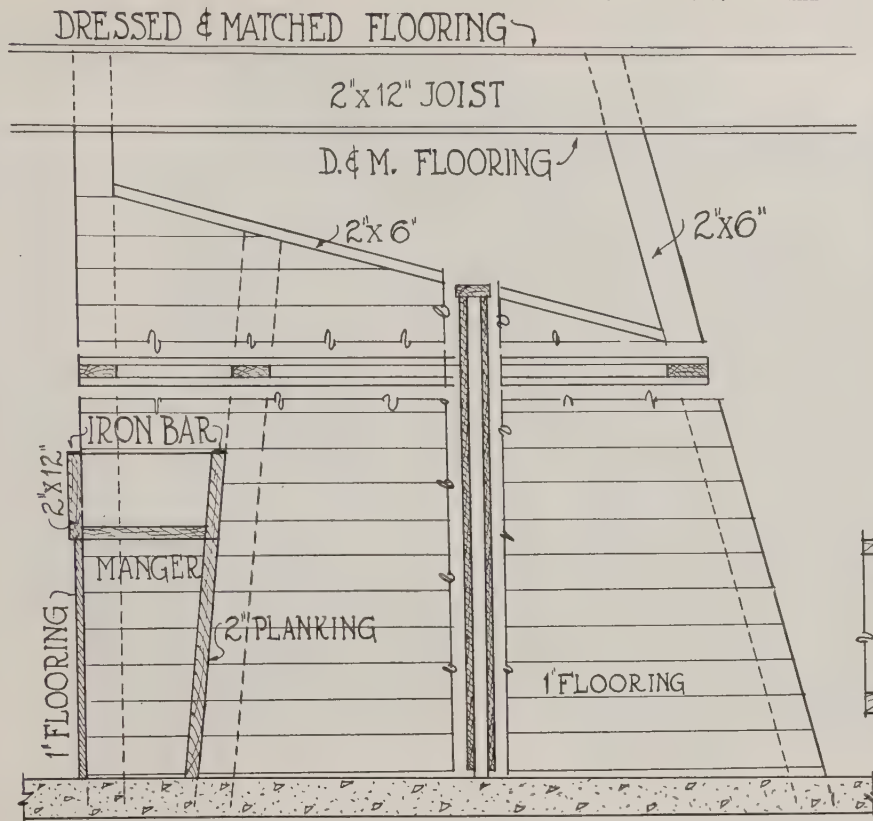 DRESSED & MATCHED FLOORING
2"x12" JOIST
D.& M. FLOORING
2"x 6"
2"x6"
IRON BAR
2"x12"
MANGER
2" PLANKING
1" FLOORING
1" FLOORING